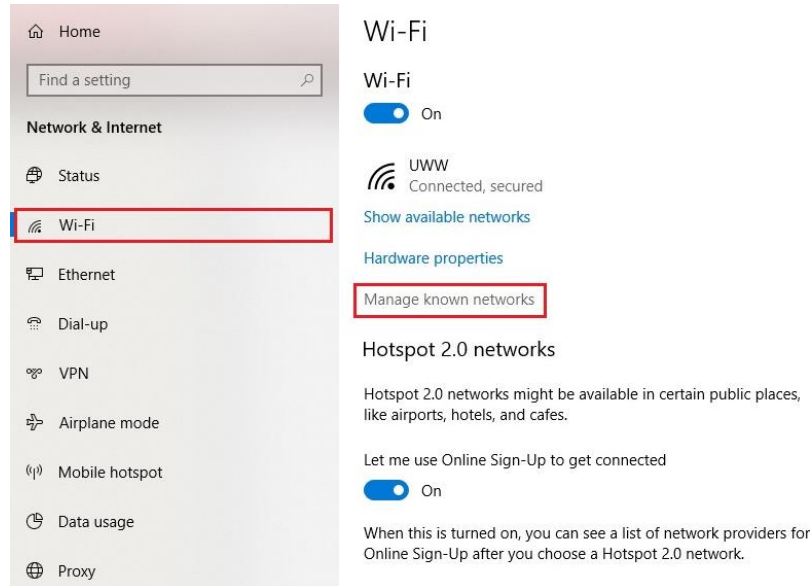 Home
Find a setting
Network & Internet
Status
Wi-Fi
Ethernet
Dial-up
VPN
Airplane mode
Mobile hotspot
Data usage
Proxy
Wi-Fi
Wi-Fi
On
UWW
Connected, secured
Show available networks
Hardware properties
Manage known networks
Hotspot 2.0 networks
Hotspot 2.0 networks might be available in certain public places,
like airports, hotels, and cafes.
Let me use Online Sign-Up to get connected
On
When this is turned on, you can see a list of network providers for
Online Sign-Up after you choose a Hotspot 2.0 network.